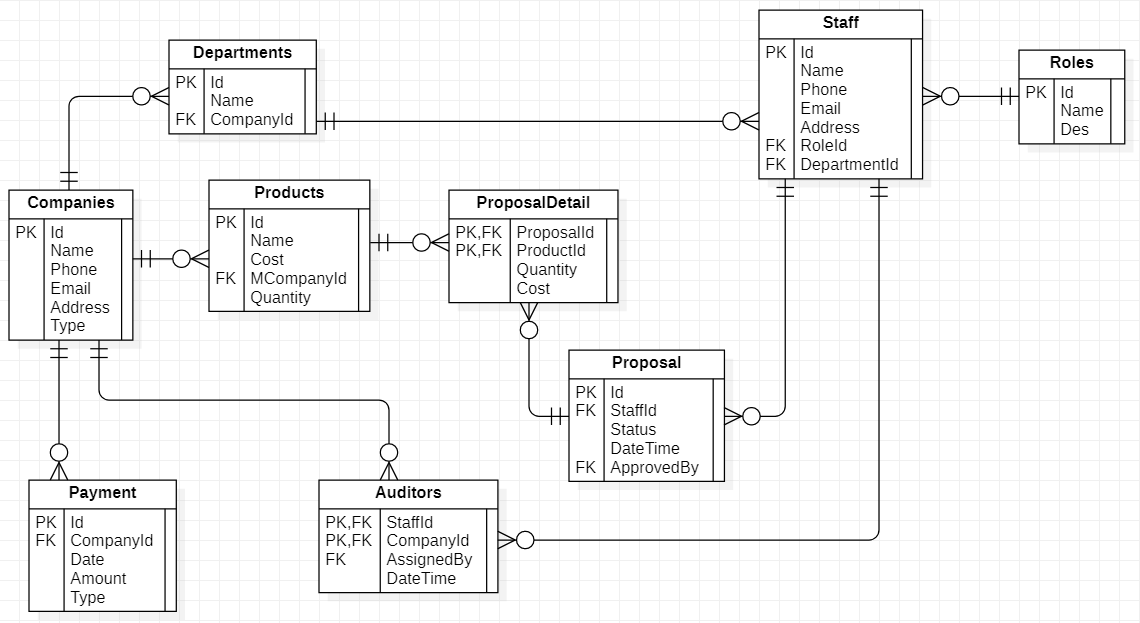 Departments
PK Id
Name
FK CompanyId
Staff
PK Id
Name
Phone
Email
Address
FK RoleId
FK DepartmentId
Roles
PK Id
Name
Des
Companies
PK Id
Name
Phone
Email
Address
Type
Products
PK Id
Name
Cost
FK MCompanyId
Quantity
ProposalDetail
PK,FK ProposalId
PK,FK ProductId
Quantity
Cost
Proposal
PK Id
FK StaffId
Status
DateTime
FK ApprovedBy
Payment
PK Id
FK CompanyId
Date
Amount
Type
Auditors
PK,FK StaffId
PK,FK CompanyId
FK AssignedBy
DateTime